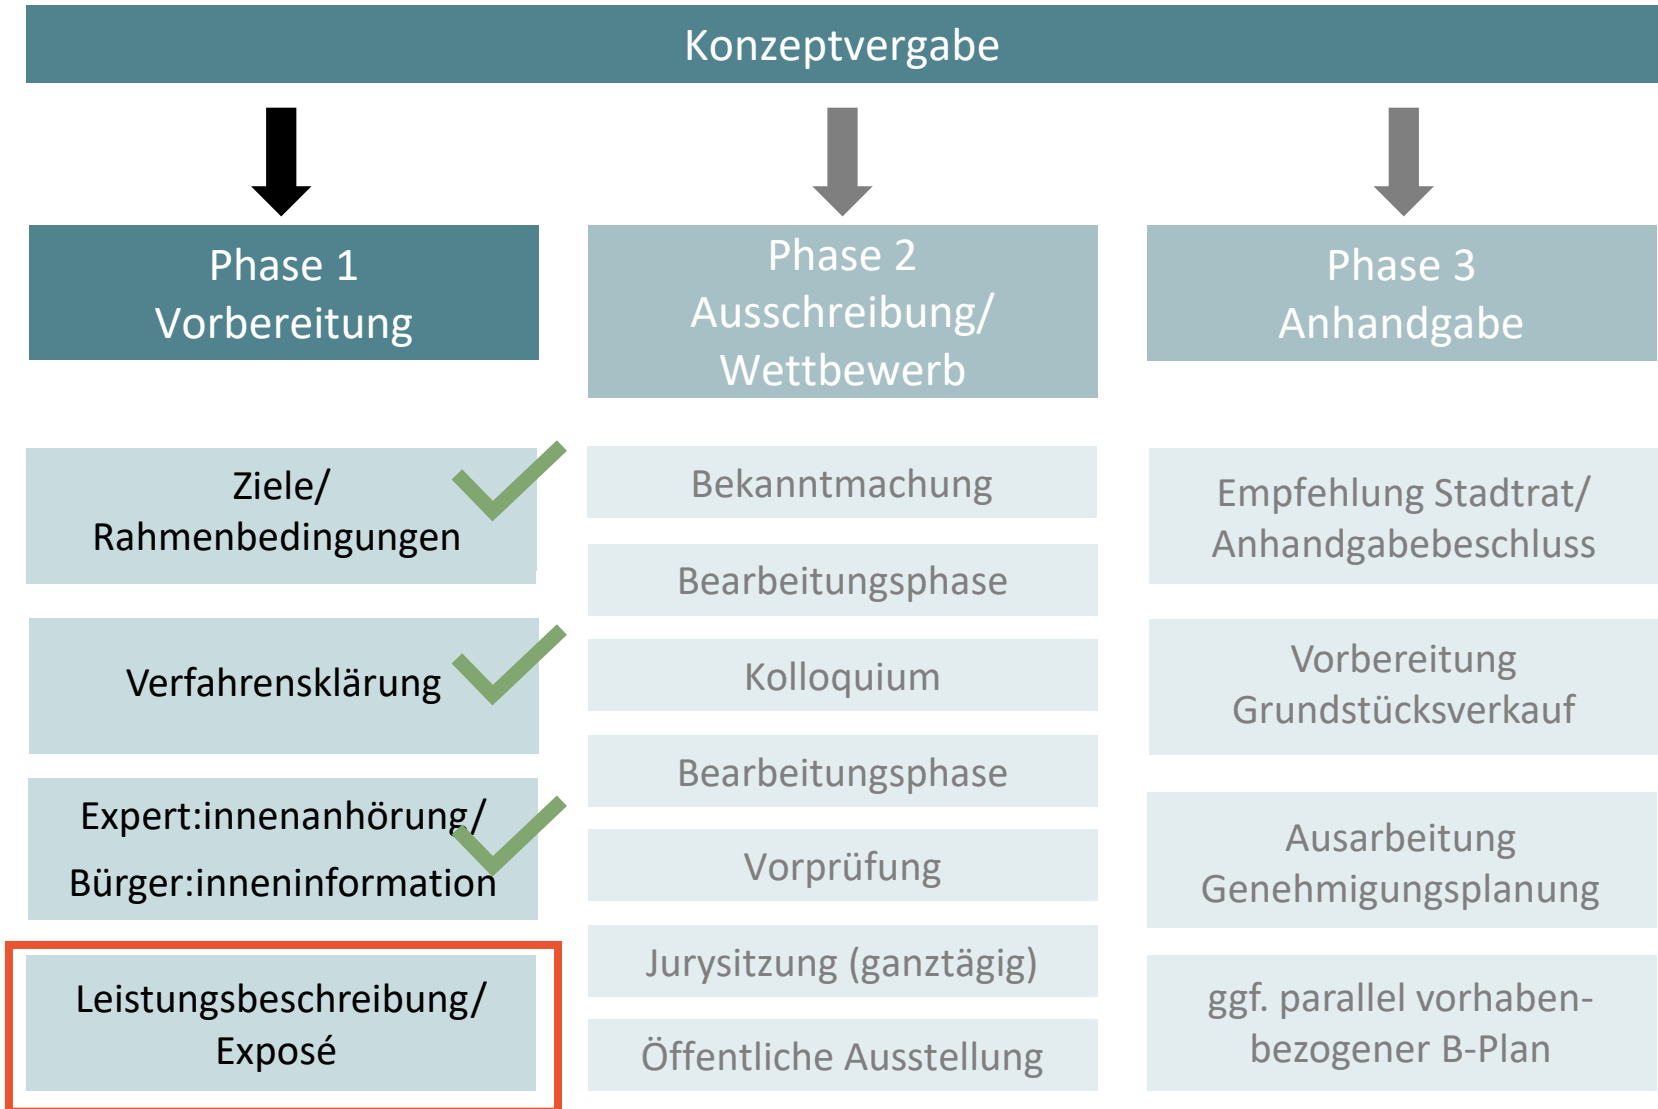 Konzeptvergabe
Phase 1
Vorbereitung
Ziele/
Rahmenbedingungen
Verfahrensklärung
Expert:innenanhörung/
Bürger:inneninformation
Leistungsbeschreibung/
Exposé
Phase 2
Ausschreibung/
Wettbewerb
Bekanntmachung
Bearbeitungsphase
Kolloquium
Bearbeitungsphase
Vorprüfung
Jurysitzung (ganztägig)
Öffentliche Ausstellung
Phase 3
Anhandgabe
Empfehlung Stadtrat/
Anhandgabebeschluss
Vorbereitung
Grundstücksverkauf
Ausarbeitung
Genehmigungsplanung
ggf. parallel vorhaben-
bezogener B-Plan